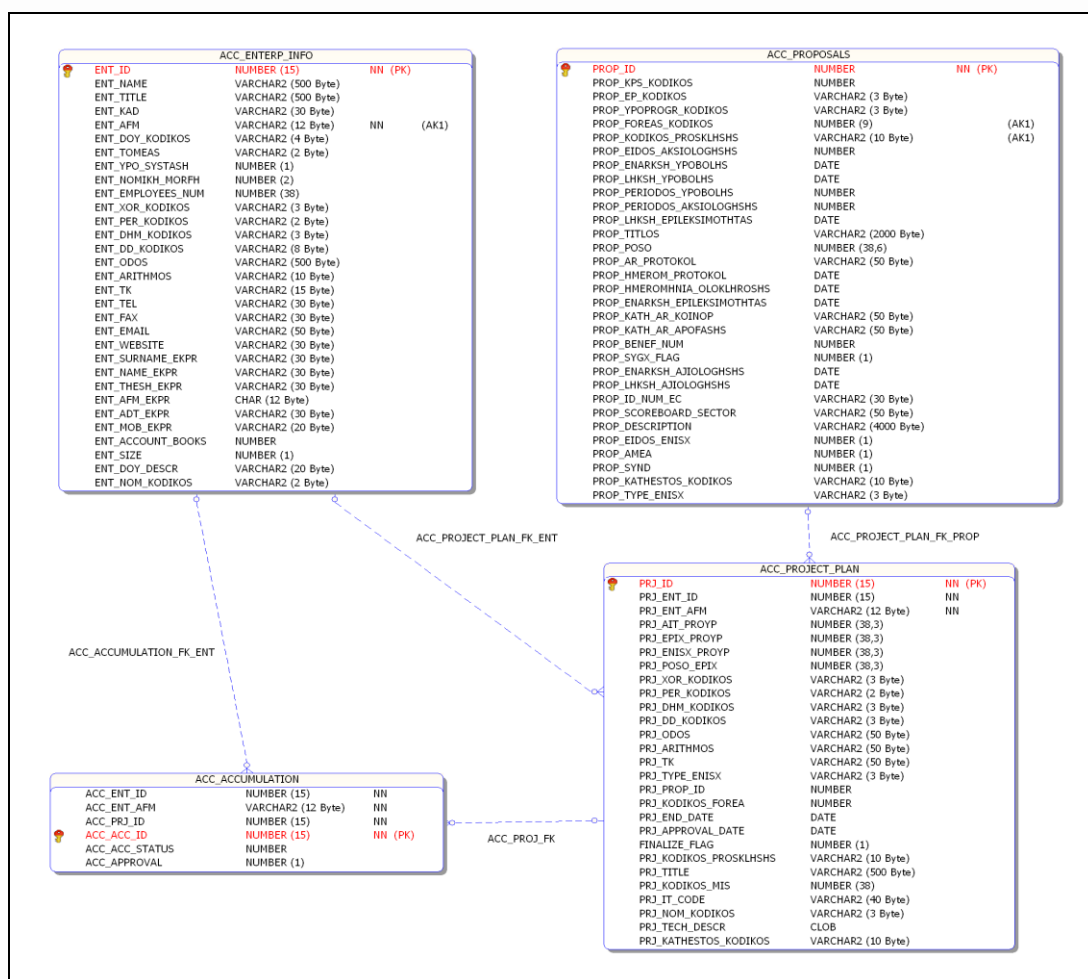 ACC_ENTERP_INFO
ENT_ID NUMBER (15) NN (PK)
ENT_NAME VARCHAR2 (500 Byte)
ENT_TITLE VARCHAR2 (500 Byte)
ENT_KAD VARCHAR2 (30 Byte)
ENT_AFM VARCHAR2 (12 Byte) NN (AK1)
ENT_DOY_KODIKOS VARCHAR2 (4 Byte)
ENT_TOMEAS VARCHAR2 (2 Byte)
ENT_YPO_SYSTASH NUMBER (1)
ENT_NOMIKH_MORFH NUMBER (2)
ENT_EMPLOYEES_NUM NUMBER (38)
ENT_XOR_KODIKOS VARCHAR2 (3 Byte)
ENT_PER_KODIKOS VARCHAR2 (2 Byte)
ENT_DHM_KODIKOS VARCHAR2 (3 Byte)
ENT_DD_KODIKOS VARCHAR2 (8 Byte)
ENT_ODOS VARCHAR2 (500 Byte)
ENT_ARITHMOS VARCHAR2 (10 Byte)
ENT_TK VARCHAR2 (15 Byte)
ENT_TEL VARCHAR2 (30 Byte)
ENT_FAX VARCHAR2 (30 Byte)
ENT_EMAIL VARCHAR2 (50 Byte)
ENT_WEBSITE VARCHAR2 (30 Byte)
ENT_SURNAME_EKPR VARCHAR2 (30 Byte)
ENT_NAME_EKPR VARCHAR2 (30 Byte)
ENT_THESH_EKPR VARCHAR2 (30 Byte)
ENT_AFM_EKPR CHAR (12 Byte)
ENT_ADT_EKPR VARCHAR2 (30 Byte)
ENT_MOB_EKPR VARCHAR2 (20 Byte)
ENT_ACCOUNT_BOOKS NUMBER
ENT_SIZE NUMBER (1)
ENT_DOY_DESCR VARCHAR2 (20 Byte)
ENT_NOM_KODIKOS VARCHAR2 (2 Byte)
ACC_PROPOSALS
PROP_ID NUMBER NN (PK)
PROP_KPS_KODIKOS NUMBER
PROP_EP_KODIKOS VARCHAR2 (3 Byte)
PROP_YPOPROGR_KODIKOS VARCHAR2 (3 Byte)
PROP_FOREAS_KODIKOS NUMBER (9) (AK1)
PROP_KODIKOS_PROSKLHSHS VARCHAR2 (10 Byte) (AK1)
PROP_EIDOS_AKSIOLOGHSHS NUMBER
PROP_ENARKSH_YPOBOLHS DATE
PROP_LHKSH_YPOBOLHS DATE
PROP_PERIODOS_YPOBOLHS NUMBER
PROP_PERIODOS_AKSIOLOGHSHS NUMBER
PROP_LHKSH_EPILEKSIMOTHTAS DATE
PROP_TITLOS VARCHAR2 (2000 Byte)
PROP_POSO NUMBER (38,6)
PROP_AR_PROTOKOL VARCHAR2 (50 Byte)
PROP_HMEROM_PROTOKOL DATE
PROP_HMEROMHNIA_OLOKLHROSHS DATE
PROP_ENARKSH_EPILEKSIMOTHTAS DATE
PROP_KATH_AR_KOINOP VARCHAR2 (50 Byte)
PROP_KATH_AR_APOFASHS VARCHAR2 (50 Byte)
PROP_BENEF_NUM NUMBER
PROP_SYGX_FLAG NUMBER (1)
PROP_ENARKSH_AJIOLOGHSHS DATE
PROP_LHKSH_AJIOLOGHSHS DATE
PROP_ID_NUM_EC VARCHAR2 (30 Byte)
PROP_SCOREBOARD_SECTOR VARCHAR2 (50 Byte)
PROP_DESCRIPTION VARCHAR2 (4000 Byte)
PROP_EIDOS_ENISX NUMBER (1)
PROP_AMEA NUMBER (1)
PROP_SYND NUMBER (1)
PROP_KATHESTOS_KODIKOS VARCHAR2 (10 Byte)
PROP_TYPE_ENISX VARCHAR2 (3 Byte)
ACC_PROJECT_PLAN_FK_ENT
ACC_PROJECT_PLAN_FK_PROP
ACC_ACCUMULATION_FK_ENT
ACC_PROJECT_PLAN
PRJ_ID NUMBER (15) NN (PK)
PRJ_ENT_ID NUMBER (15) NN
PRJ_ENT_AFM VARCHAR2 (12 Byte) NN
PRJ_AIT_PROYP NUMBER (38,3)
PRJ_EPIX_PROYP NUMBER (38,3)
PRJ_ENISX_PROYP NUMBER (38,3)
PRJ_POSO_EPIX NUMBER (38,3)
PRJ_XOR_KODIKOS VARCHAR2 (3 Byte)
PRJ_PER_KODIKOS VARCHAR2 (2 Byte)
PRJ_DHM_KODIKOS VARCHAR2 (3 Byte)
PRJ_DD_KODIKOS VARCHAR2 (3 Byte)
PRJ_ODOS VARCHAR2 (50 Byte)
PRJ_ARITHMOS VARCHAR2 (50 Byte)
PRJ_TK VARCHAR2 (50 Byte)
PRJ_TYPE_ENISX VARCHAR2 (3 Byte)
PRJ_PROP_ID NUMBER
PRJ_KODIKOS_FOREA NUMBER
PRJ_END_DATE DATE
PRJ_APPROVAL_DATE DATE
FINALIZE_FLAG NUMBER (1)
PRJ_KODIKOS_PROSKLHSHS VARCHAR2 (10 Byte)
PRJ_TITLE VARCHAR2 (500 Byte)
PRJ_KODIKOS_MIS NUMBER (38)
PRJ_IT_CODE VARCHAR2 (40 Byte)
PRJ_NOM_KODIKOS VARCHAR2 (3 Byte)
PRJ_TECH_DESCR CLOB
PRJ_KATHESTOS_KODIKOS VARCHAR2 (10 Byte)
ACC_ACCUMULATION
ACC_ENT_ID NUMBER (15) NN
ACC_ENT_AFM VARCHAR2 (12 Byte) NN
ACC_PRJ_ID NUMBER (15) NN
ACC_ACC_ID NUMBER (15) NN (PK)
ACC_ACC_STATUS NUMBER
ACC_APPROVAL NUMBER (1)
ACC_PROJ_FK